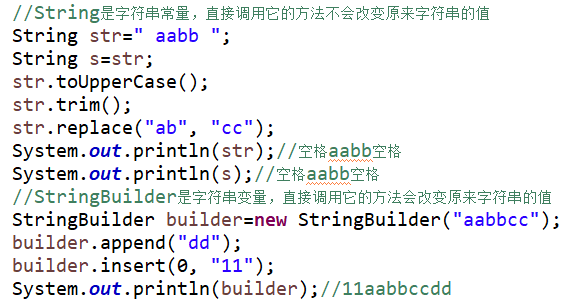 //String是字符串常量，直接调用它的方法不会改变原来字符串的值
String str=" aabb ";
String s=str;
str.toUpperCase();
str.trim();
str.replace("ab", "cc");
System.out.println(str);//空格aabb空格
System.out.println(s);//空格aabb空格
//StringBuilder是字符串变量，直接调用它的方法会改变原来字符串的值
StringBuilder builder=new StringBuilder("aabbcc");
builder.append("dd");
builder.insert(0, "11");
System.out.println(builder);//11aabbccdd